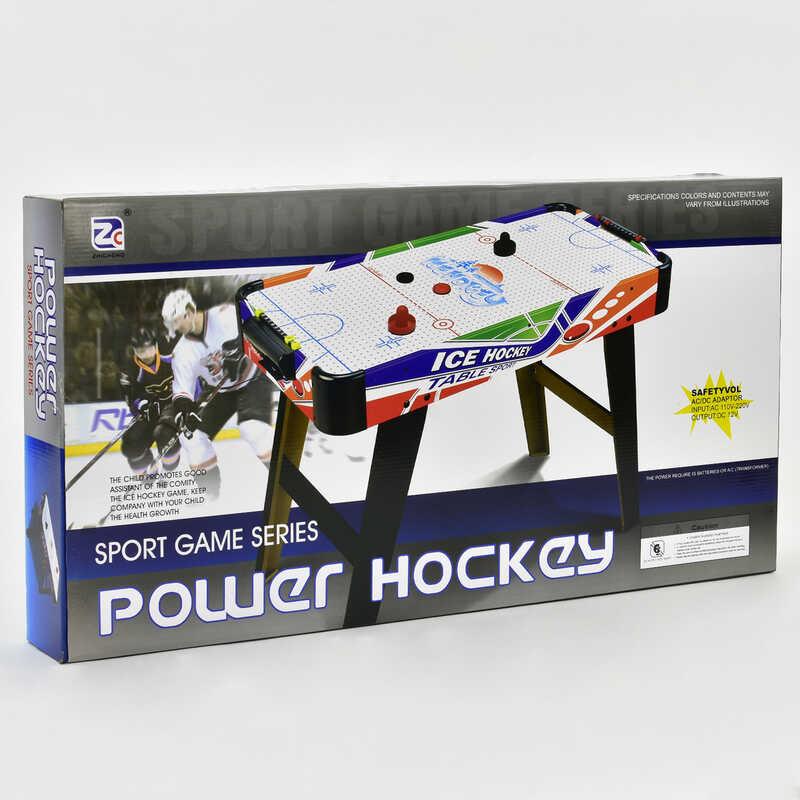 SPORT GAME SERIES
SPECIFICATIONS COLORS AND CONTENTS MAY
VARY FROM ILLUSTRATIONS
Zc
®
ZHICHENG
POWER HOCKEY
SPORT GAME SERIES
ICE HOCKEY
TABLE SPORT
SAFETYVOL
AC/DC ADAPTOR
INPUT:AC 110V-220V
OUTPUT:DC 12V
THE CHILD PROMOTES GOOD
ASSISTANT OF THE COMITY
THE ICE HOCKEY GAME, KEEP
COMPANY WITH YOUR CHILD
THE HEALTH GROWTH
THE POWER REQUIRE IS BATTERIES OR A/C (TRANSFORMER)
SPORT GAME SERIES
POWER HOCKEY
Caution